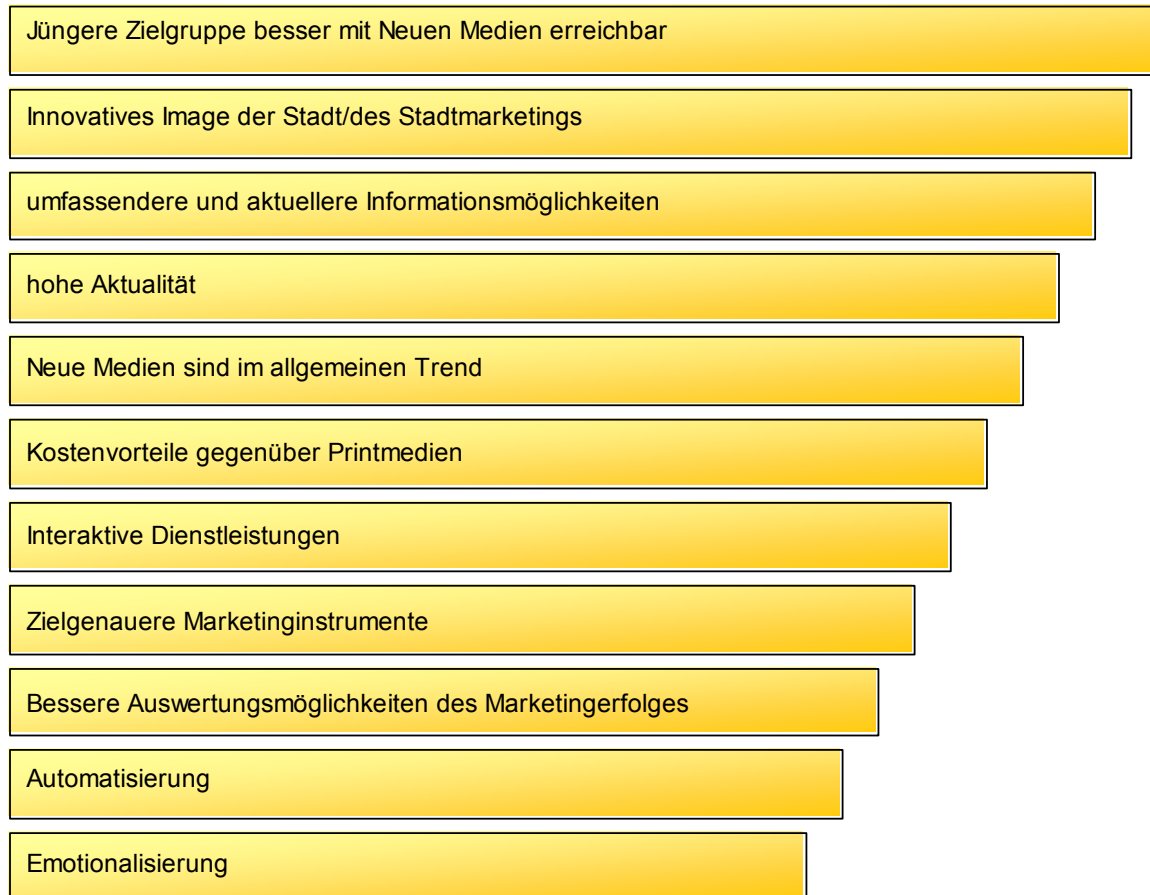 Jüngere Zielgruppe besser mit Neuen Medien erreichbar
Innovatives Image der Stadt/des Stadtmarketings
umfassendere und aktuellere Informationsmöglichkeiten
hohe Aktualität
Neue Medien sind im allgemeinen Trend
Kostenvorteile gegenüber Printmedien
Interaktive Dienstleistungen
Zielgenauere Marketinginstrumente
Bessere Auswertungsmöglichkeiten des Marketingerfolges
Automatisierung
Emotionalisierung